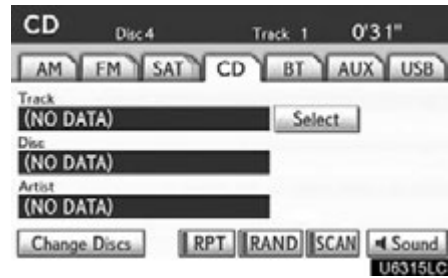 CD Disc 4 Track 1 0'31"
AM FM SAT CD BT AUX USB
Track
(NO DATA) Select
Disc
(NO DATA)
Artist
(NO DATA)
Change Discs RPT RAND SCAN Sound
U6315LC